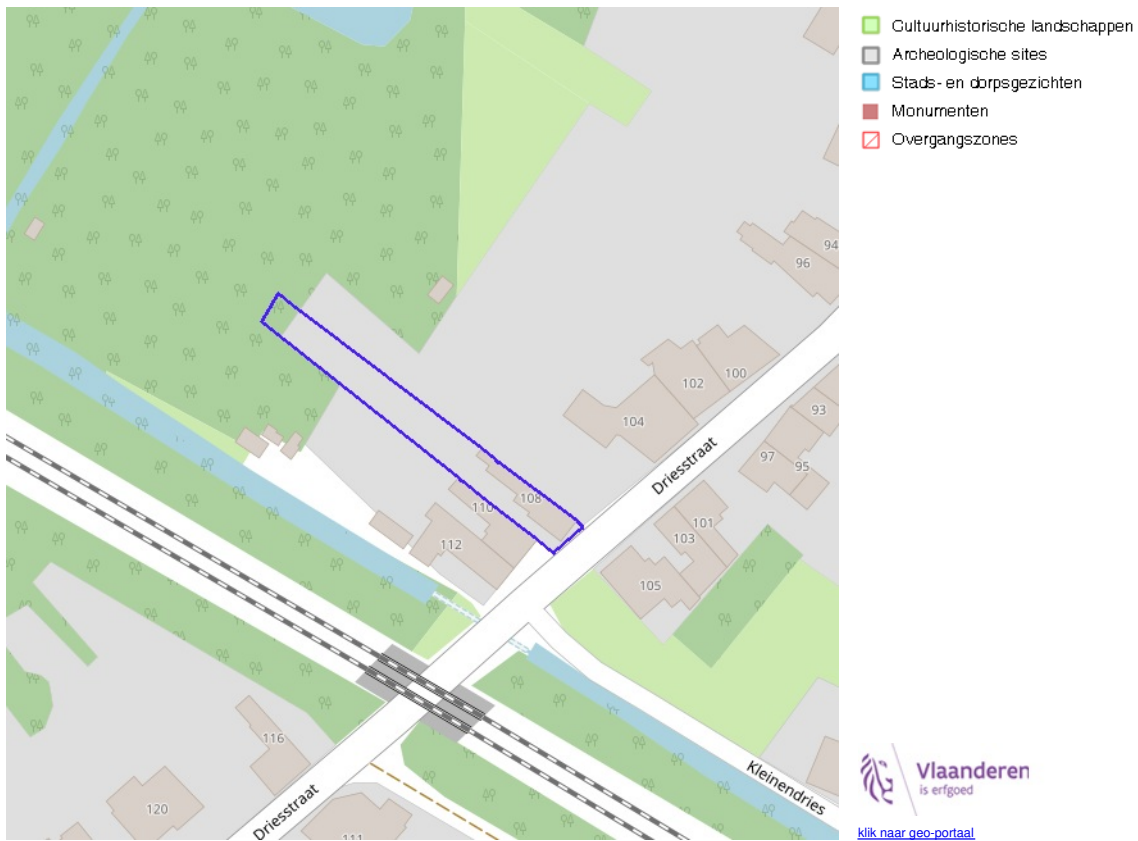 Cultuurhistorische landschappen
Archeologische sites
Stads- en dorpsgezichten
Monumenten
Overgangszones
94
96
100
102
104
93
97
95
Driesstraat
108
110
112
101
103
105
116
120
Driesstraat
111
Kleinendries
Vlaanderen
is erfgoed
klik naar geo-portaal